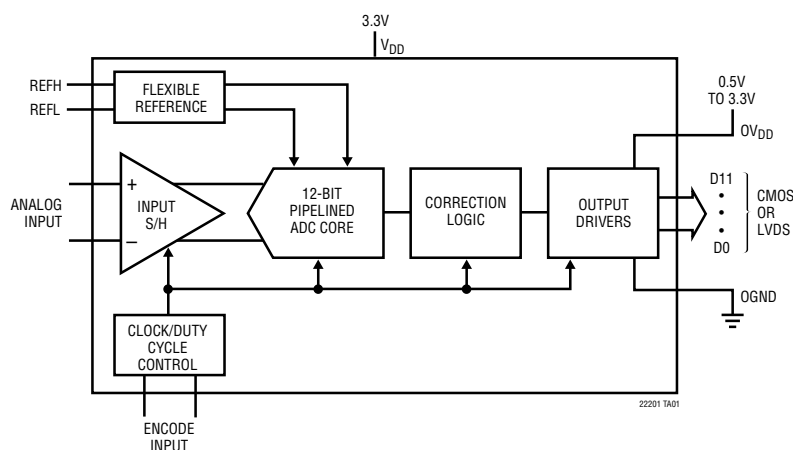 3.3V
VDD
REFH
REFL
FLEXIBLE
REFERENCE
0.5V
TO 3.3V
OVDD
ANALOG
INPUT
+
–
INPUT
S/H
12-BIT
PIPELINED
ADC CORE
CORRECTION
LOGIC
OUTPUT
DRIVERS
D11
•
•
•
D0
CMOS
OR
LVDS
OGND
CLOCK/DUTY
CYCLE
CONTROL
ENCODE
INPUT
22201 TA01